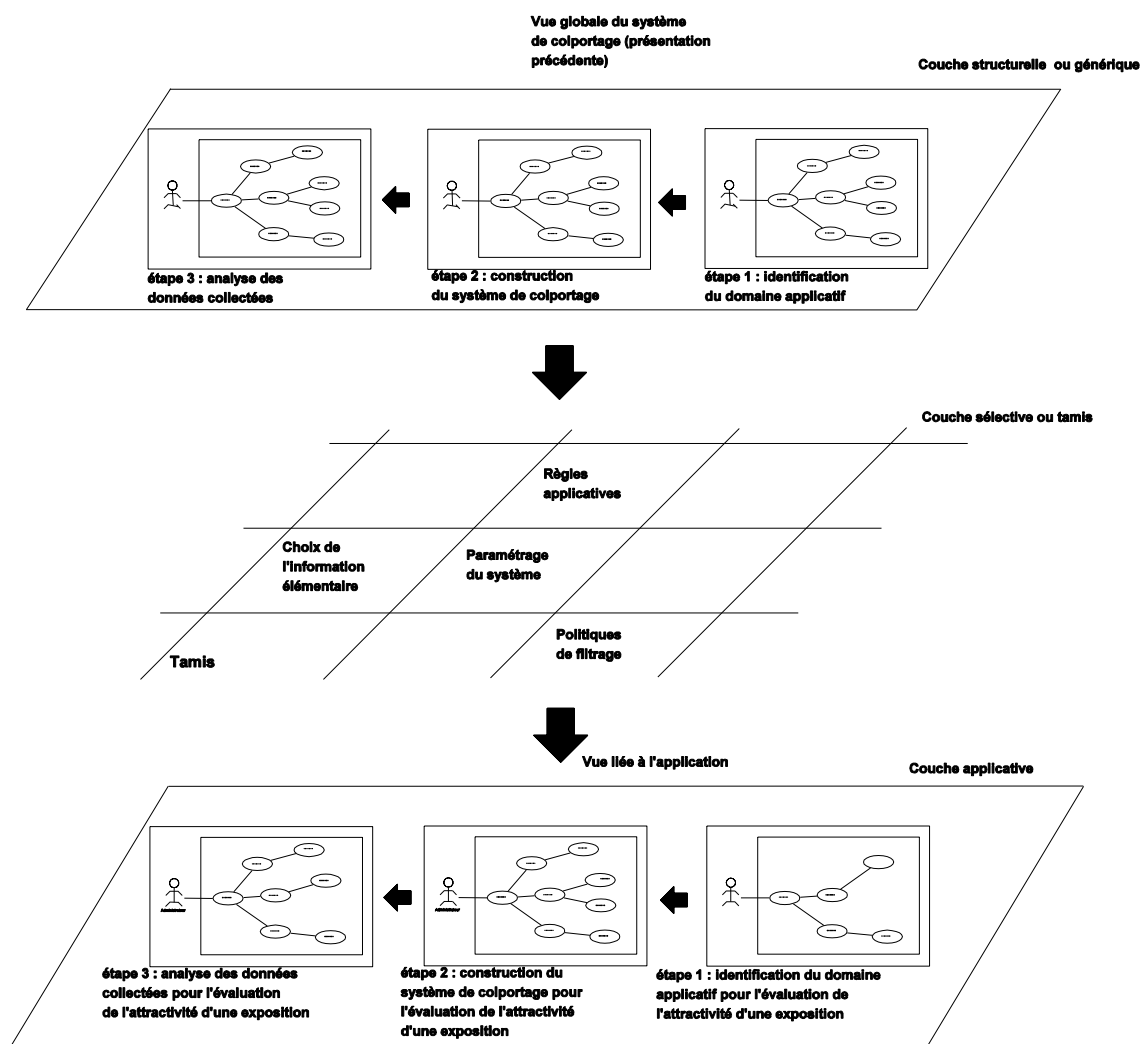 Vue globale du système
de colportage (présentation
précédente)
Couche structurelle ou générique
étape 3 : analyse des
données collectées
étape 2 : construction
du système de colportage
étape 1 : identification
du domaine applicatif
Couche sélective ou tamis
Règles
applicatives
Choix de
l'information
élémentaire
Paramétrage
du système
Politiques
de filtrage
Tamis
Vue liée à l'application
Couche applicative
étape 3 : analyse des données
collectées pour l'évaluation
de l'attractivité d'une exposition
étape 2 : construction du
système de colportage pour
l'évaluation de l'attractivité
d'une exposition
étape 1 : identification du domaine
applicatif pour l'évaluation de
l'attractivité d'une exposition